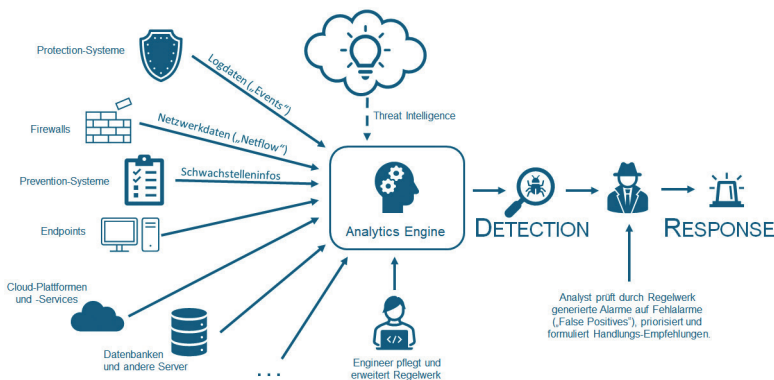 Protection-Systeme
Logdaten („Events“)
Threat Intelligence
Firewalls
Netzwerkdaten („Netflow“)
Prevention-Systeme
Schwachstelleninfos
Endpoints
Analytics Engine
DETECTION
RESPONSE
Cloud-Plattformen
und -Services
Datenbanken
und andere Server
...
</>
Engineer pflegt und
erweitert Regelwerk
Analyst prüft durch Regelwerk
generierte Alarme auf Fehlalarme
(„False Positives“), priorisiert und
formuliert Handlungs-Empfehlungen.